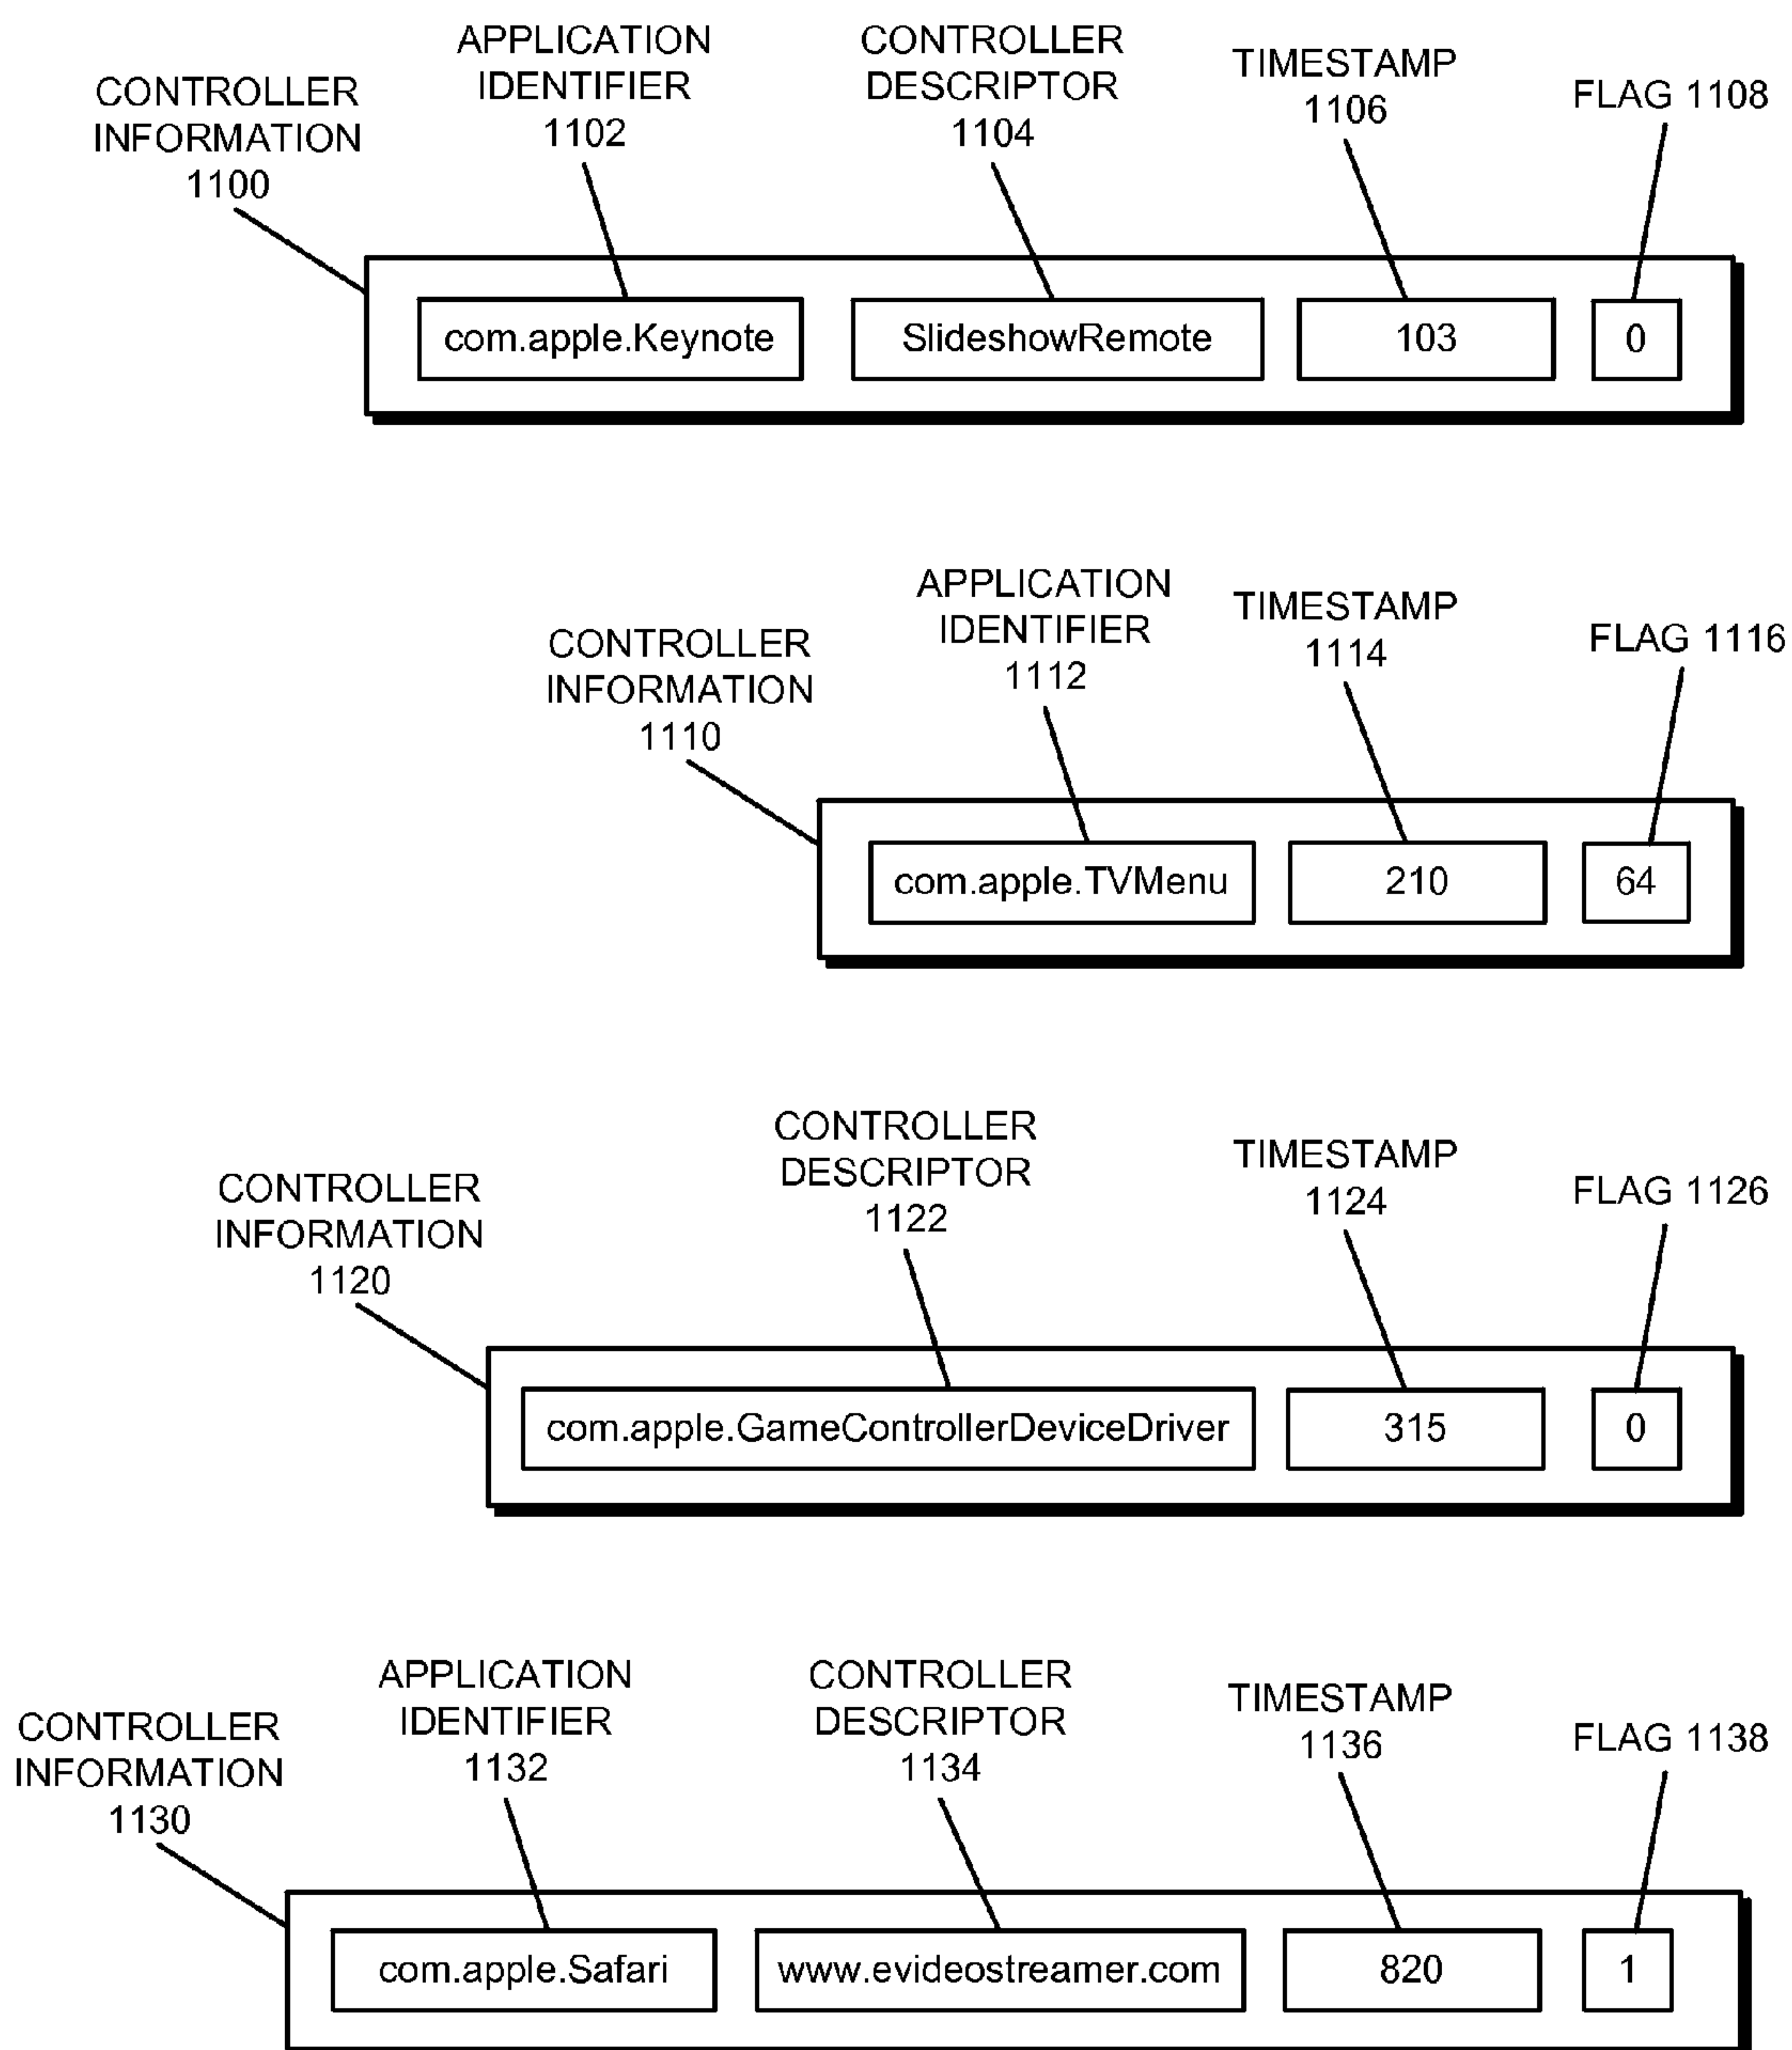 CONTROLLER
INFORMATION
1100
APPLICATION
IDENTIFIER
1102
CONTROLLER
DESCRIPTOR
1104
TIMESTAMP
1106
FLAG 1108
com.apple.Keynote
SlideshowRemote
103
0
CONTROLLER
INFORMATION
1110
APPLICATION
IDENTIFIER
1112
TIMESTAMP
1114
FLAG 1116
com.apple.TVMenu
210
64
CONTROLLER
INFORMATION
1120
CONTROLLER
DESCRIPTOR
1122
TIMESTAMP
1124
FLAG 1126
com.apple.GameControllerDeviceDriver
315
0
CONTROLLER
INFORMATION
1130
APPLICATION
IDENTIFIER
1132
CONTROLLER
DESCRIPTOR
1134
TIMESTAMP
1136
FLAG 1138
com.apple.Safari
www.evideostreamer.com
820
1